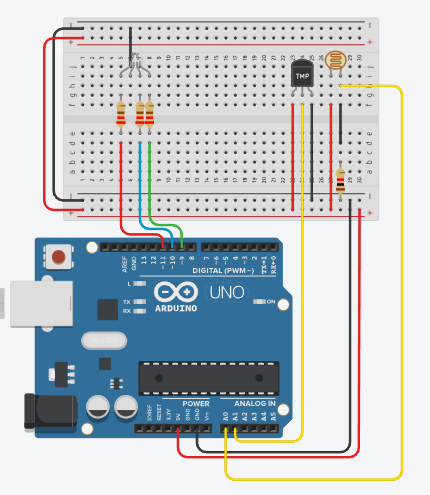 TMP
AREF
GND
13
12
~11
~10
~9
8
7
~6
~5
4
~3
2
TX→1
RX←0
DIGITAL (PWM~)
L
TX
RX
UNO
ARDUINO
ON
POWER
ANALOG IN
IOREF
RESET
3.3V
5V
GND
GND
Vin
A0
A1
A2
A3
A4
A5